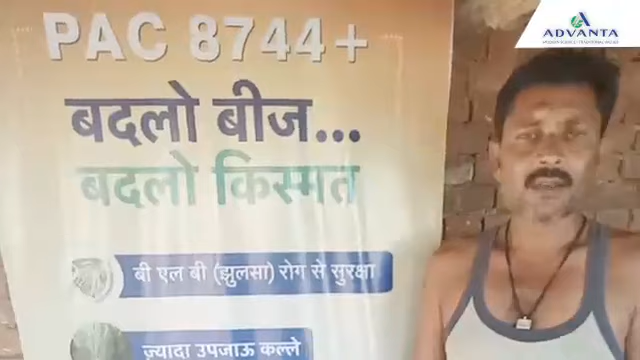 PAC 8744+
ADVANTA
बदलो बीज...
बदलो किस्मत
बी एल बी (झुलसा) रोग से सुरक्षा
ज़्यादा उपजाऊ कल्ले